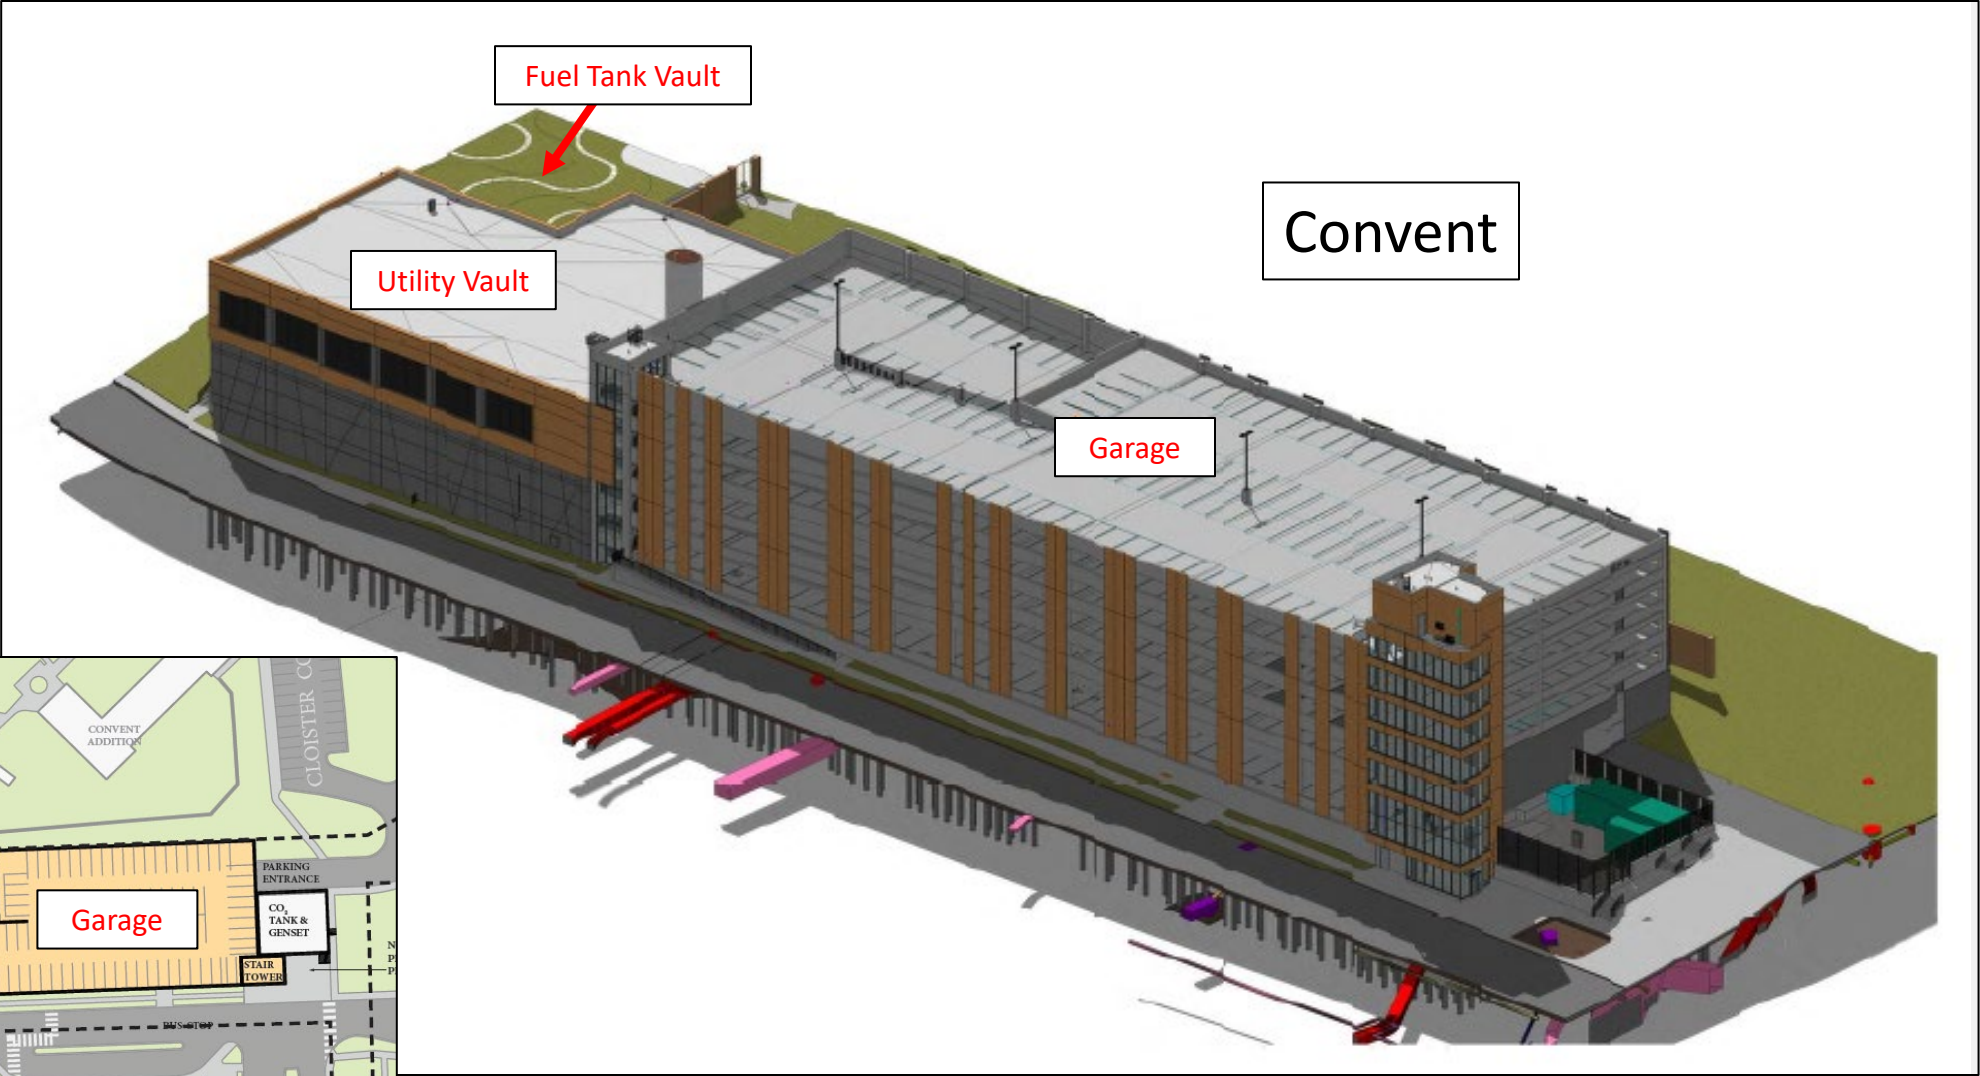 Fuel Tank Vault
Convent
Utility Vault
Garage
CLOISTER CO
CONVENT
ADDITION
PARKING
ENTRANCE
Garage
CO₂
TANK &
GENSET
STAIR
TOWER
N
P
P
BUS STOP